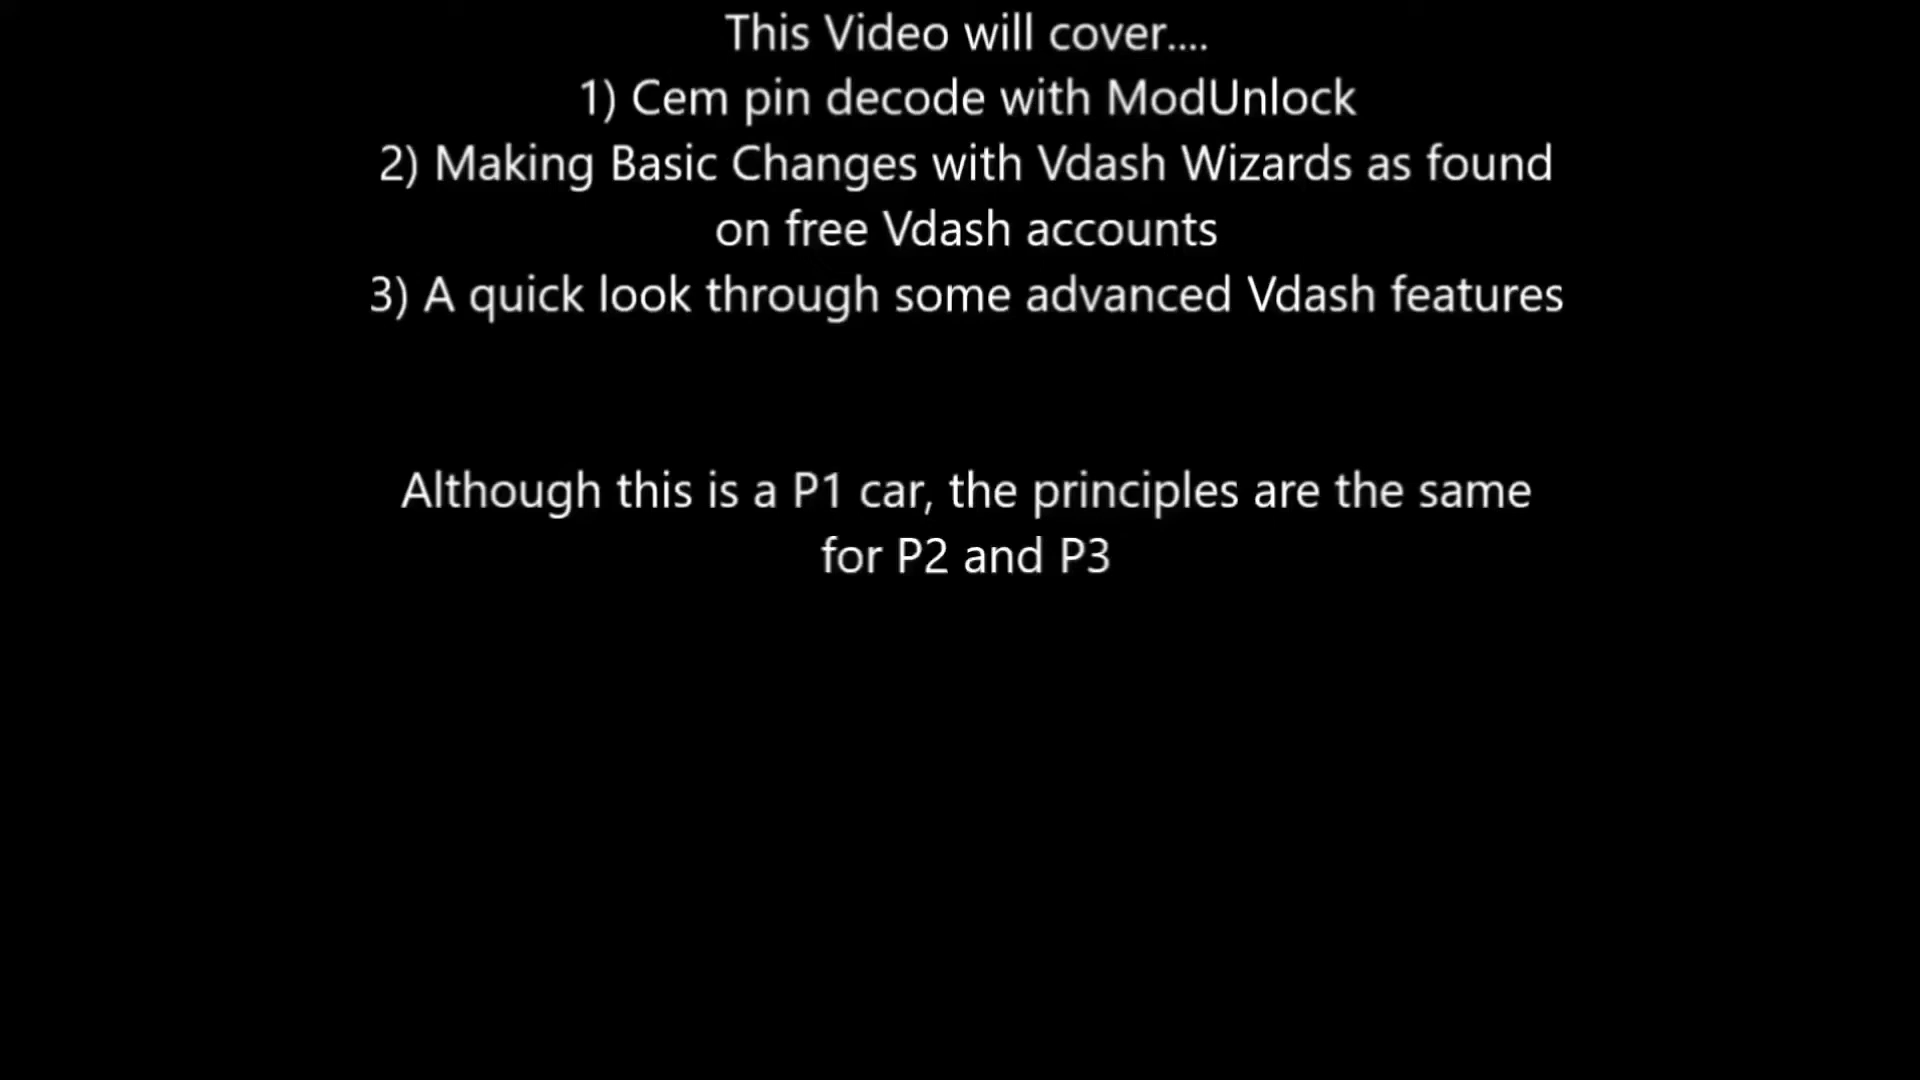 This Video will cover....
1) Cem pin decode with ModUnlock
2) Making Basic Changes with Vdash Wizards as found
on free Vdash accounts
3) A quick look through some advanced Vdash features
Although this is a P1 car, the principles are the same
for P2 and P3